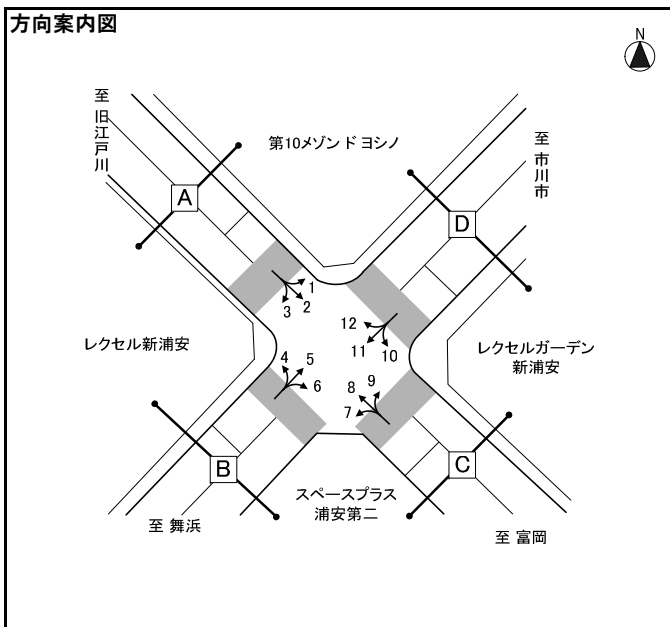 方向案内図
N
至 旧江戸川
第10メゾンドヨシノ
至 市川市
A
D
1
2
3
12
11
10
レクセル新浦安
レクセルガーデン
新浦安
4
5
6
9
8
7
B
C
スペースプラス
浦安第二
至 舞浜
至 富岡